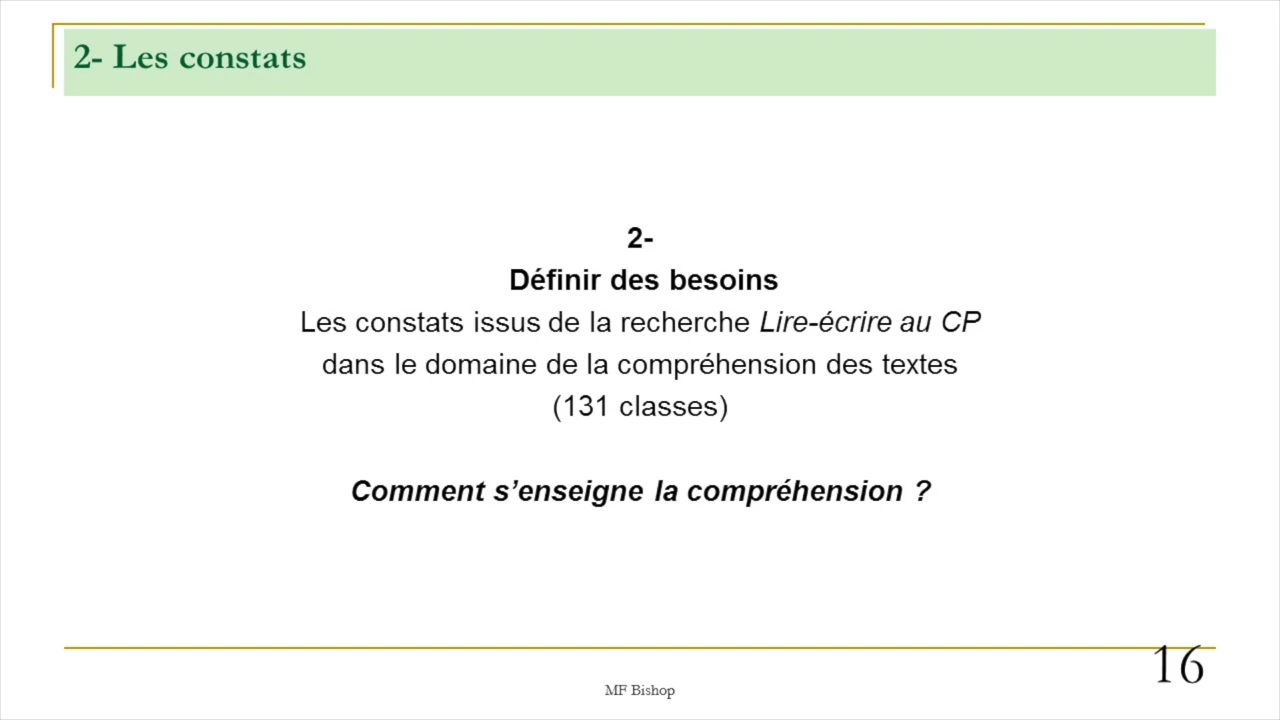 2- Les constats
2-
Définir des besoins
Les constats issus de la recherche Lire-écrire au CP
dans le domaine de la compréhension des textes
(131 classes)
Comment s’enseigne la compréhension ?
MF Bishop
16